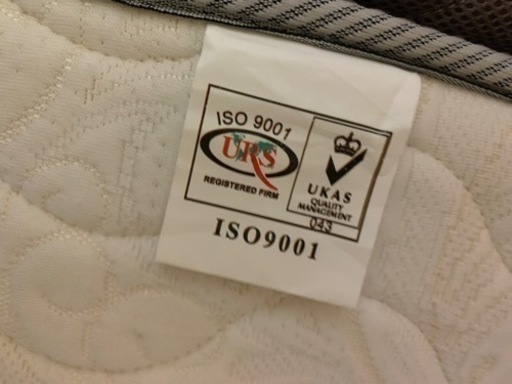 ISO 9001
URS
REGISTERED FIRM
UKAS
QUALITY
MANAGEMENT
043
ISO9001